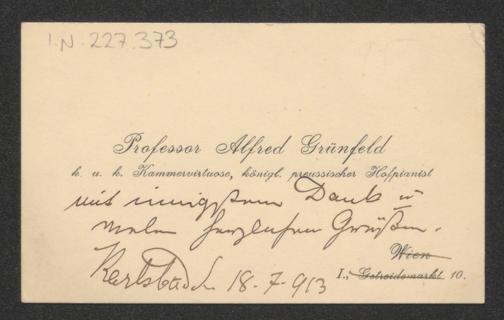 I.N. 227.373
Professor Alfred Grünfeld
k. u. k. Kammervirtuose, königl. preussischer Hofpianist
mit innigstem Dank u
herzlichen Grüßen.
Wien
I., Getreidemarkt 10.
Karlsbad 18-7-913